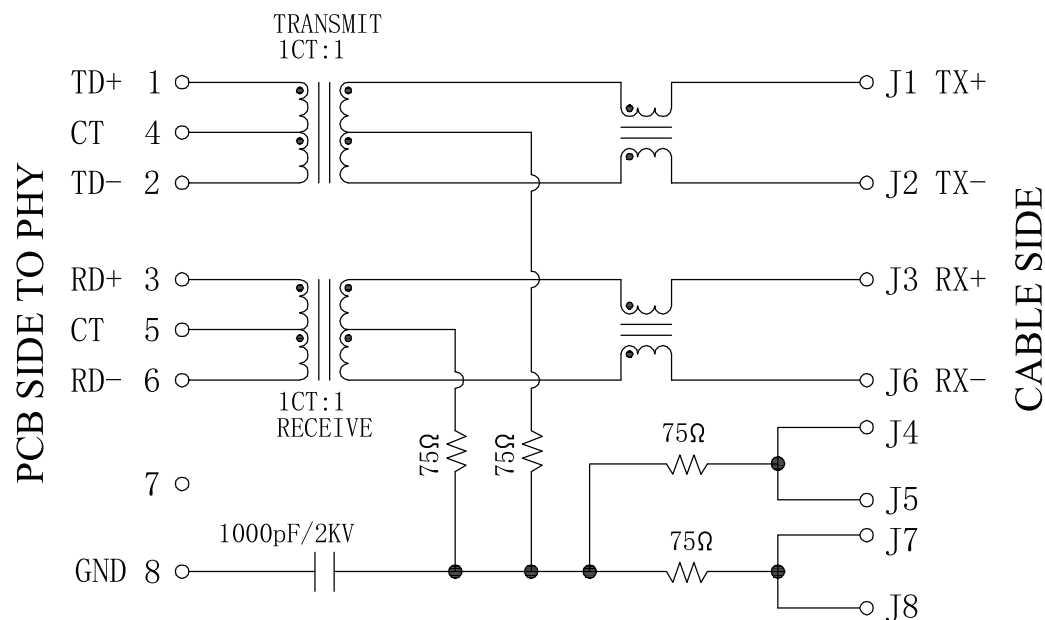 TRANSMIT
1CT:1
TD+ 1
CT 4
TD- 2
J1 TX+
J2 TX-
PCB SIDE TO PHY
CABLE SIDE
RD+ 3
CT 5
RD- 6
J3 RX+
J6 RX-
1CT:1
RECEIVE
75Ω
75Ω
75Ω
J4
J5
7
1000pF/2KV
GND 8
75Ω
J7
J8